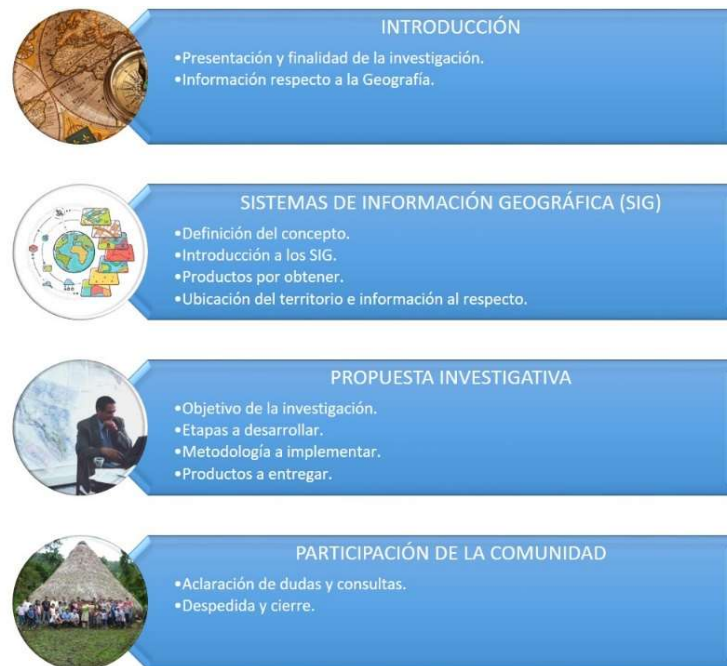 INTRODUCCIÓN
•Presentación y finalidad de la investigación.
•Información respecto a la Geografía.
SISTEMAS DE INFORMACIÓN GEOGRÁFICA (SIG)
•Definición del concepto.
•Introducción a los SIG.
•Productos por obtener.
•Ubicación del territorio e información al respecto.
PROPUESTA INVESTIGATIVA
•Objetivo de la investigación.
•Etapas a desarrollar.
•Metodología a implementar.
•Productos a entregar.
PARTICIPACIÓN DE LA COMUNIDAD
•Aclaración de dudas y consultas.
•Despedida y cierre.